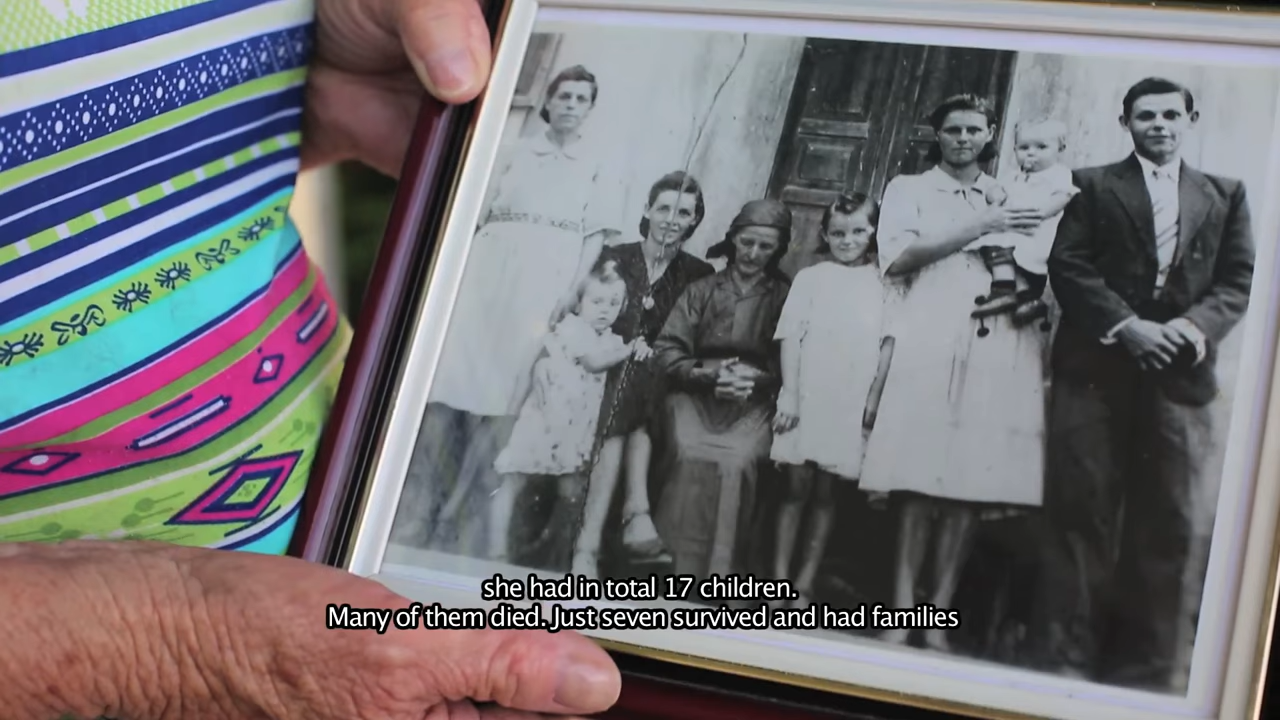 she had in total 17 children.
Many of them died. Just seven survived and had families